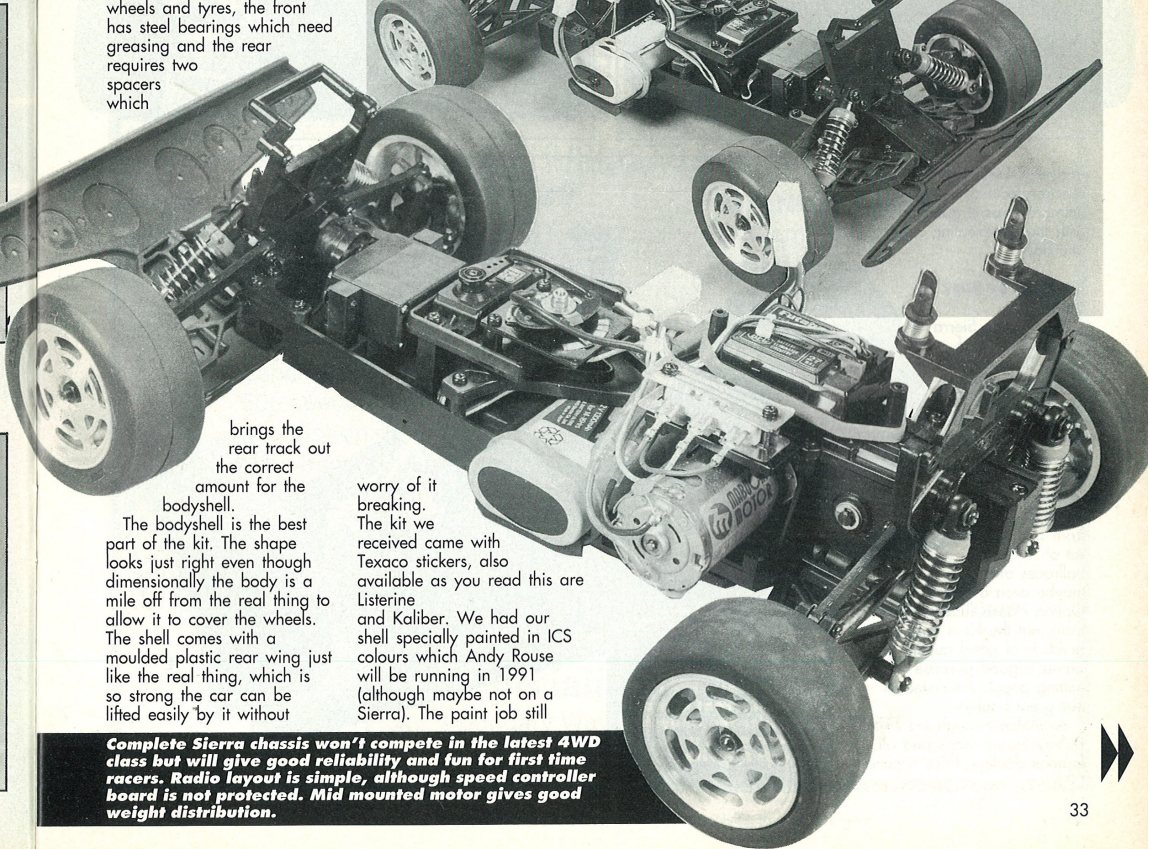 wheels and tyres, the front
has steel bearings which need
greasing and the rear
requires two
spacers
which
brings the
rear track out
the correct
amount for the
bodyshell.
The bodyshell is the best
part of the kit. The shape
looks just right even though
dimensionally the body is a
mile off from the real thing to
allow it to cover the wheels.
The shell comes with a
moulded plastic rear wing just
like the real thing, which is
so strong the car can be
lifted easily by it without
worry of it
breaking.
The kit we
received came with
Texaco stickers, also
available as you read this are
Listerine
and Kaliber. We had our
shell specially painted in ICS
colours which Andy Rouse
will be running in 1991
(although maybe not on a
Sierra). The paint job still
MABUCHI
MOTOR
Complete Sierra chassis won't compete in the latest 4WD
class but will give good reliability and fun for first time
racers. Radio layout is simple, although speed controller
board is not protected. Mid mounted motor gives good
weight distribution.
33